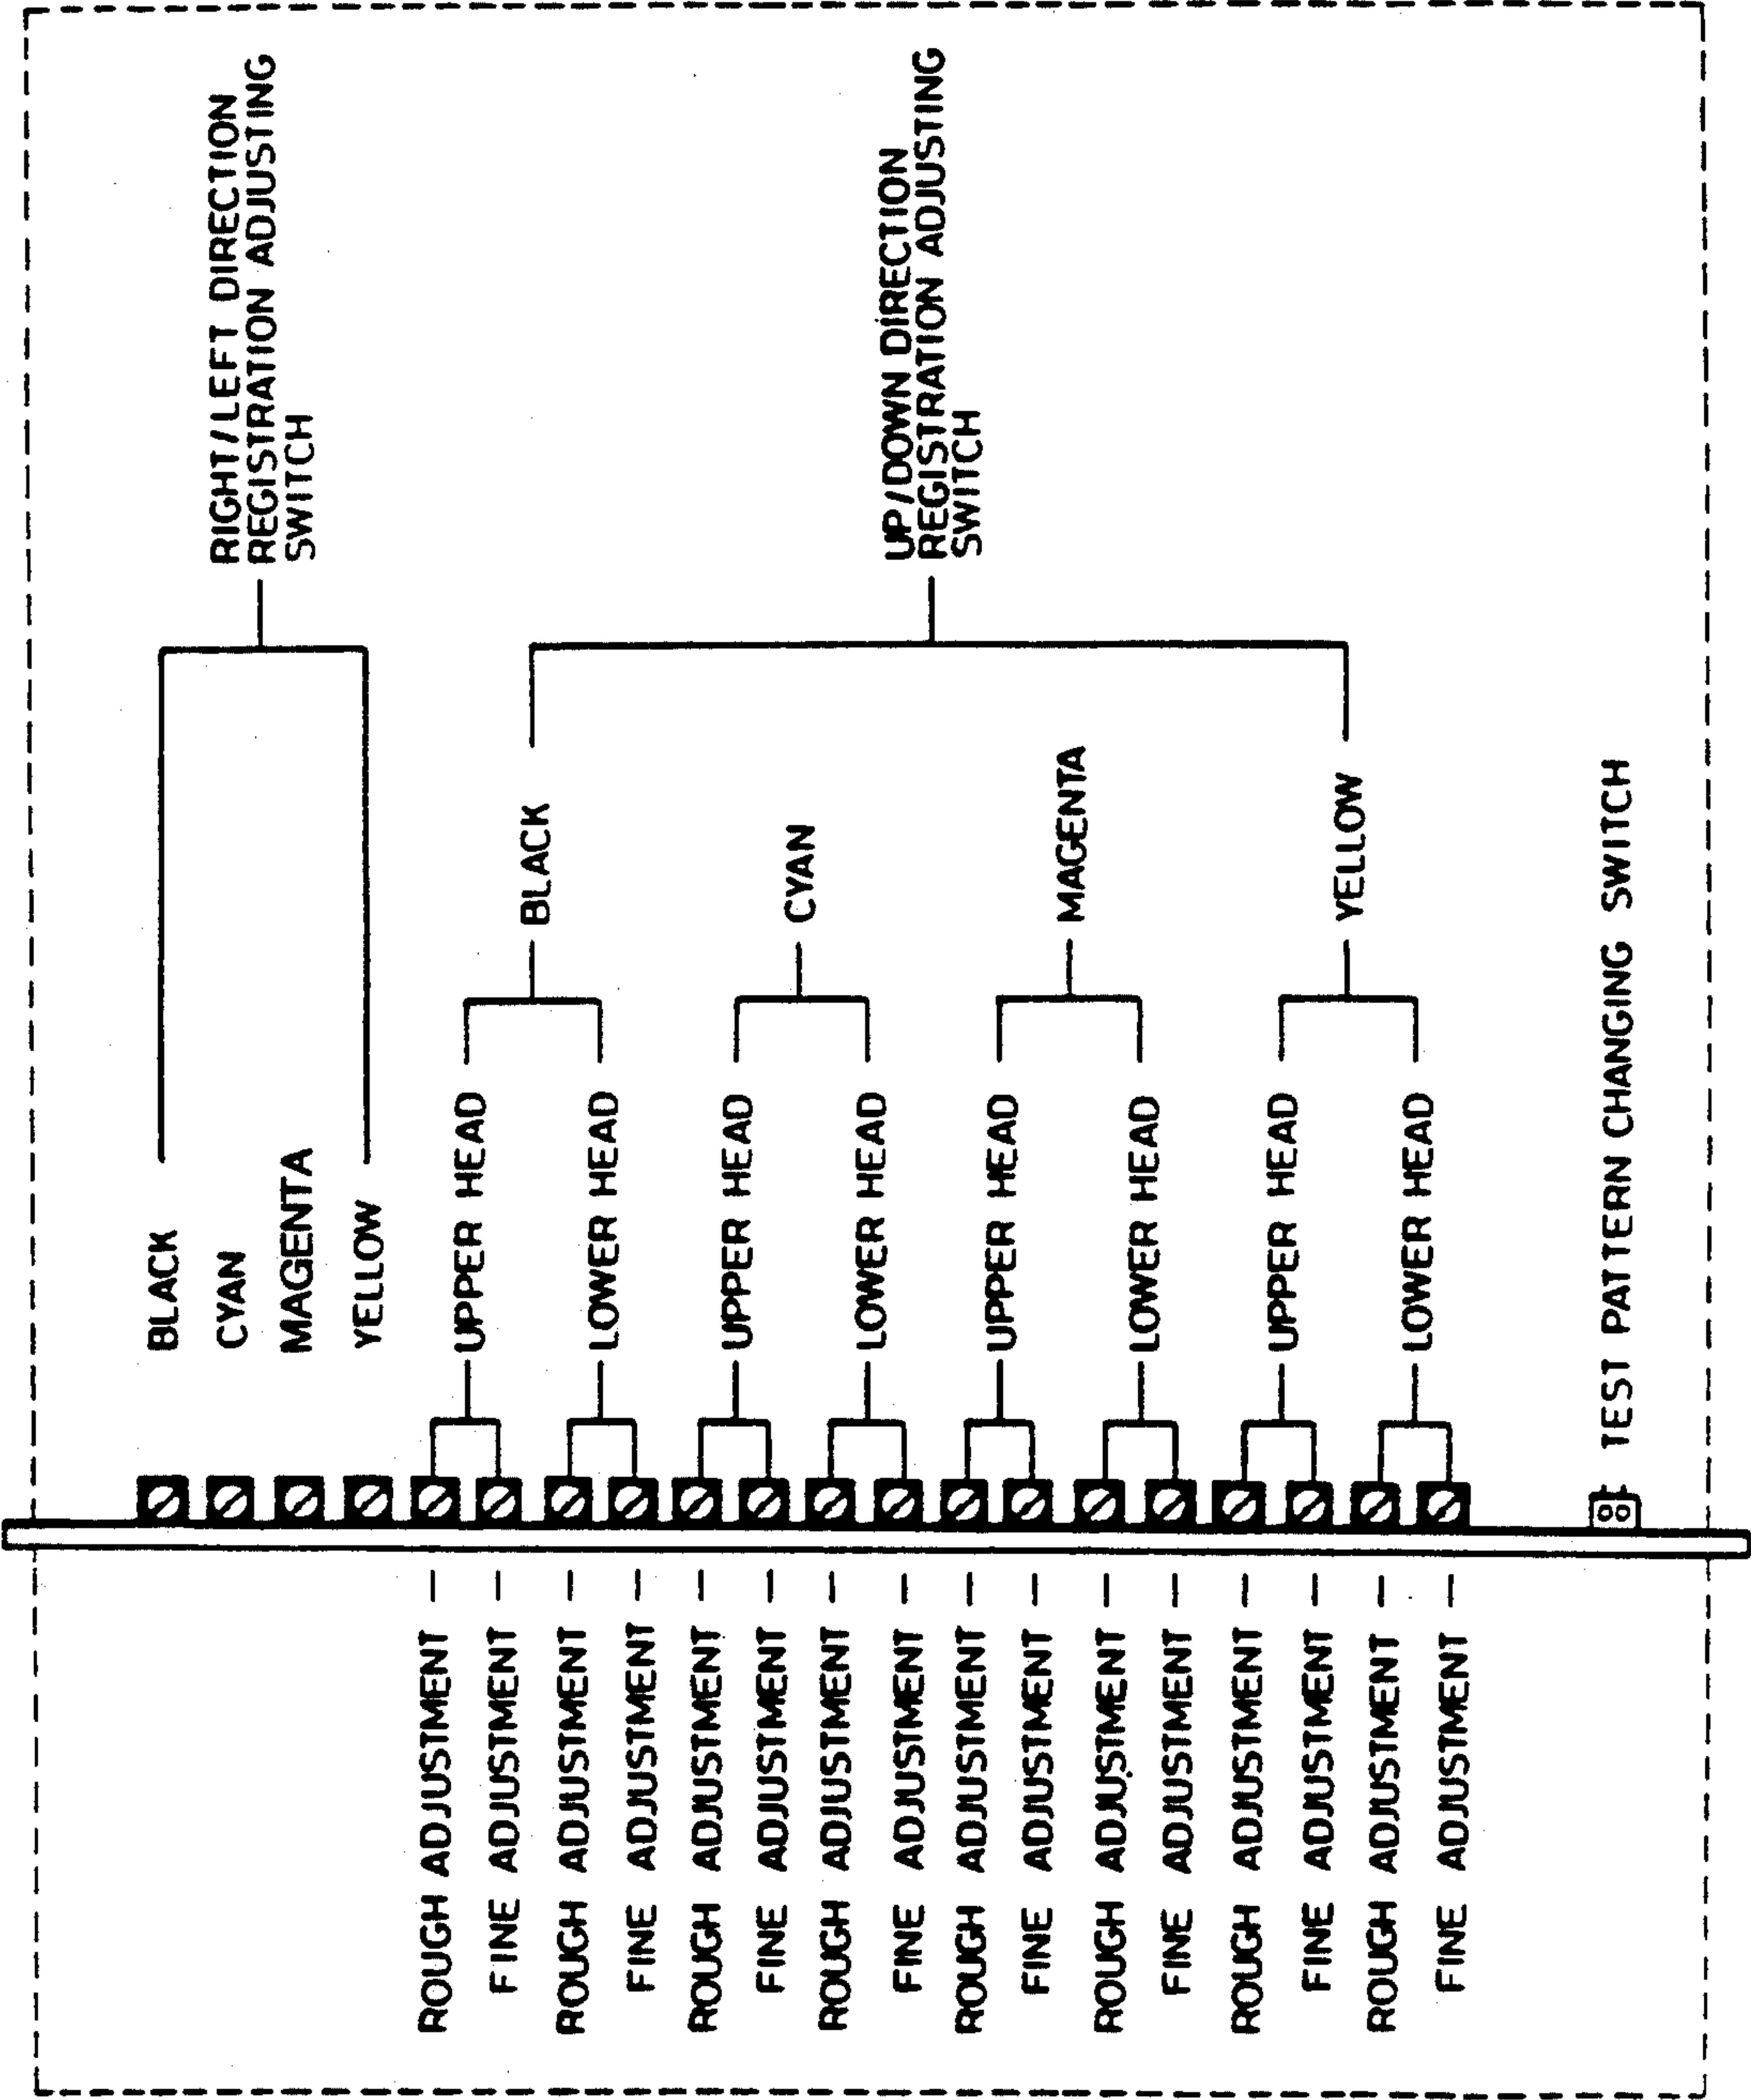 RIGHT/LEFT DIRECTION
REGISTRATION ADJUSTING
SWITCH
UP/DOWN DIRECTION
REGISTRATION ADJUSTING
SWITCH
BLACK
CYAN
MAGENTA
YELLOW
BLACK
CYAN
MAGENTA
YELLOW
UPPER HEAD
LOWER HEAD
UPPER HEAD
LOWER HEAD
UPPER HEAD
LOWER HEAD
UPPER HEAD
LOWER HEAD
TEST PATTERN CHANGING SWITCH
ROUGH ADJUSTMENT
FINE ADJUSTMENT
ROUGH ADJUSTMENT
FINE ADJUSTMENT
ROUGH ADJUSTMENT
FINE ADJUSTMENT
ROUGH ADJUSTMENT
FINE ADJUSTMENT
ROUGH ADJUSTMENT
FINE ADJUSTMENT
ROUGH ADJUSTMENT
FINE ADJUSTMENT
ROUGH ADJUSTMENT
FINE ADJUSTMENT
ROUGH ADJUSTMENT
FINE ADJUSTMENT